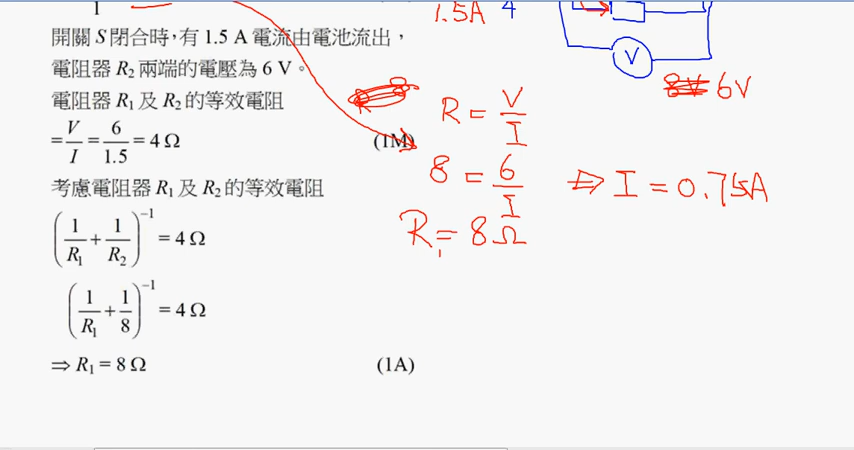 1
1.5A 4
開關 S 閉合時，有 1.5 A 電流由電池流出，
V
電阻器 R₂ 兩端的電壓為 6 V。
8V 6V
電阻器 R₁ 及 R₂ 的等效電阻
R = V/I
= V/I = 6/1.5 = 4 Ω (1M)
8 = 6/I ⇒ I = 0.75A
考慮電阻器 R₁ 及 R₂ 的等效電阻
R₁ = 8Ω
(1/R₁ + 1/R₂)⁻¹ = 4 Ω
(1/R₁ + 1/8)⁻¹ = 4 Ω
⇒ R₁ = 8 Ω (1A)